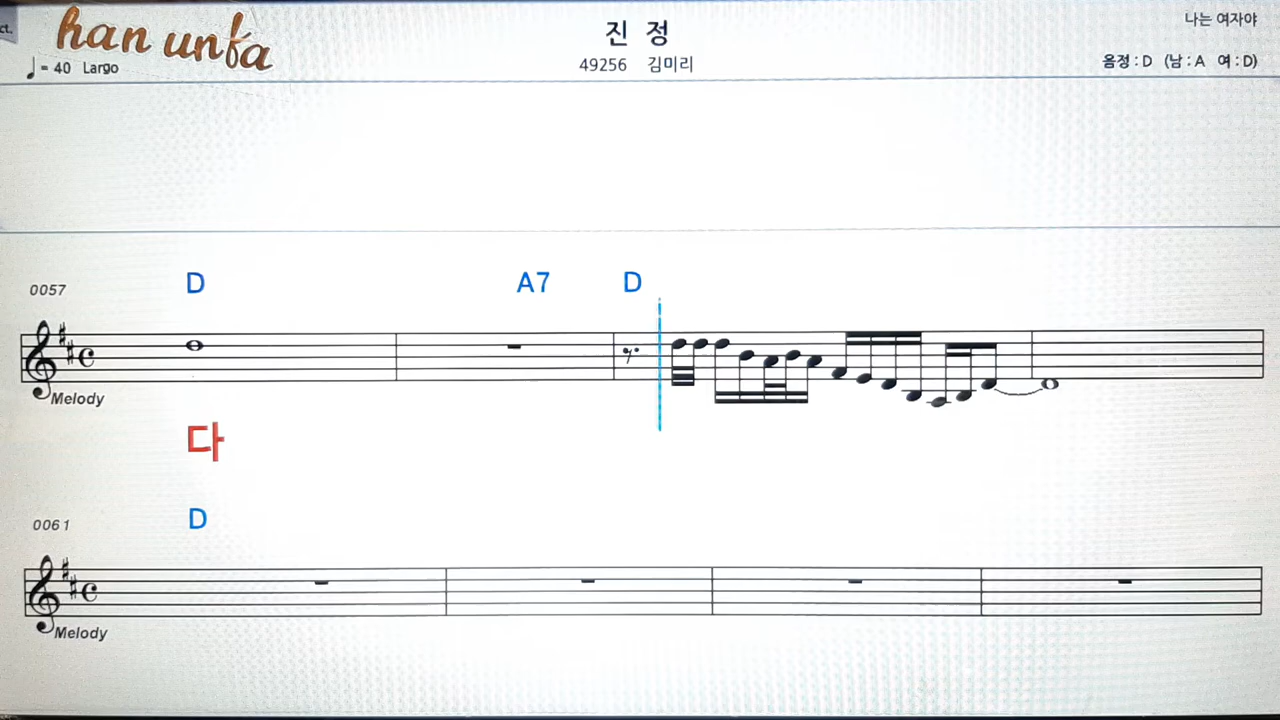 ct.
han unfa
♩= 40 Largo
진 정
49256 김미리
나는 여자야
음정 : D (남 : A 여 : D)
0057
D A7 D
Melody
다
0061
D
Melody